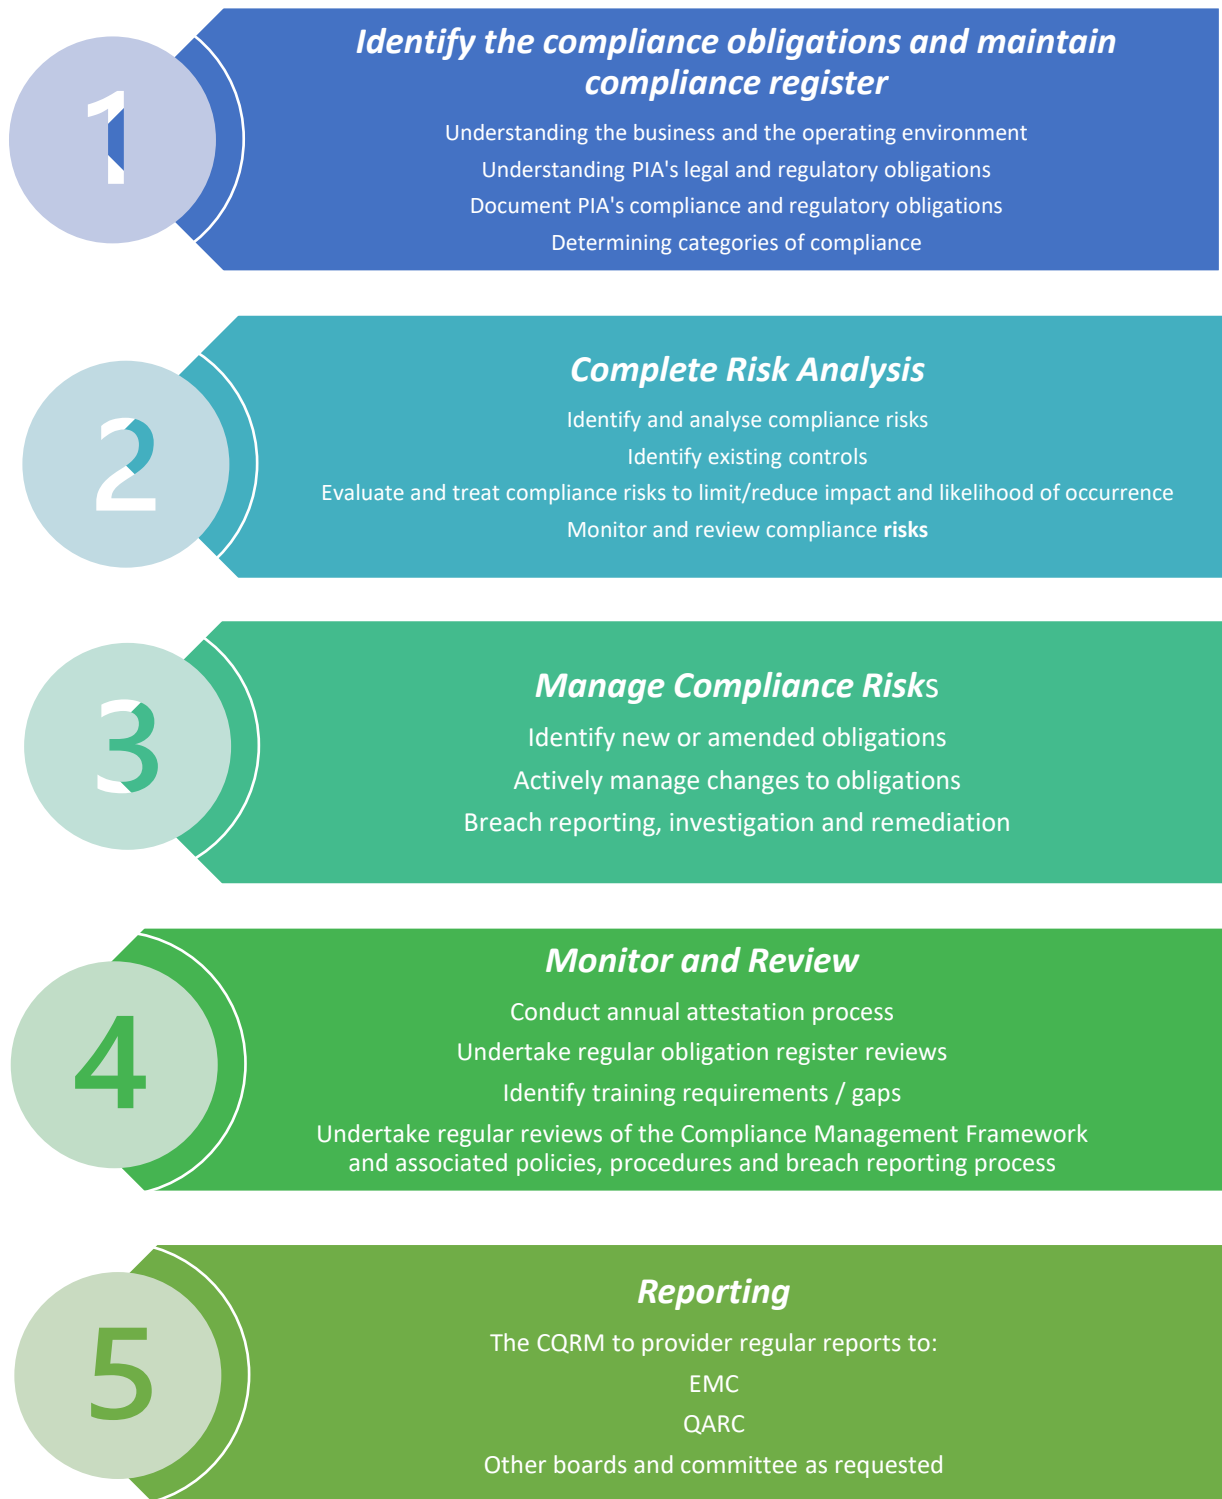 1
Identify the compliance obligations and maintain
compliance register
Understanding the business and the operating environment
Understanding PIA's legal and regulatory obligations
Document PIA's compliance and regulatory obligations
Determining categories of compliance
2
Complete Risk Analysis
Identify and analyse compliance risks
Identify existing controls
Evaluate and treat compliance risks to limit/reduce impact and likelihood of occurrence
Monitor and review compliance risks
3
Manage Compliance Risks
Identify new or amended obligations
Actively manage changes to obligations
Breach reporting, investigation and remediation
4
Monitor and Review
Conduct annual attestation process
Undertake regular obligation register reviews
Identify training requirements / gaps
Undertake regular reviews of the Compliance Management Framework
and associated policies, procedures and breach reporting process
5
Reporting
The CQRM to provider regular reports to:
EMC
QARC
Other boards and committee as requested